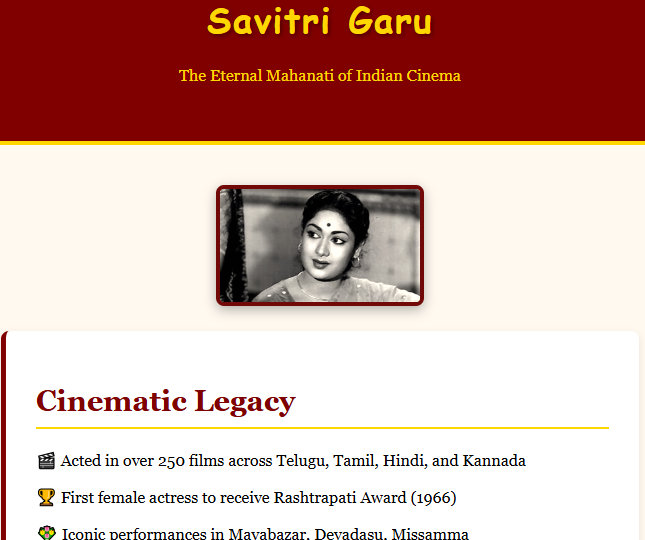 Savitri Garu
The Eternal Mahanati of Indian Cinema
Cinematic Legacy
Acted in over 250 films across Telugu, Tamil, Hindi, and Kannada
First female actress to receive Rashtrapati Award (1966)
Iconic performances in Mayabazar, Devadasu, Missamma